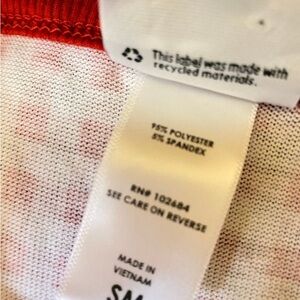 This label was made with
recycled materials.
95% POLYESTER
5% SPANDEX
RN# 102684
SEE CARE ON REVERSE
MADE IN
VIETNAM
SM